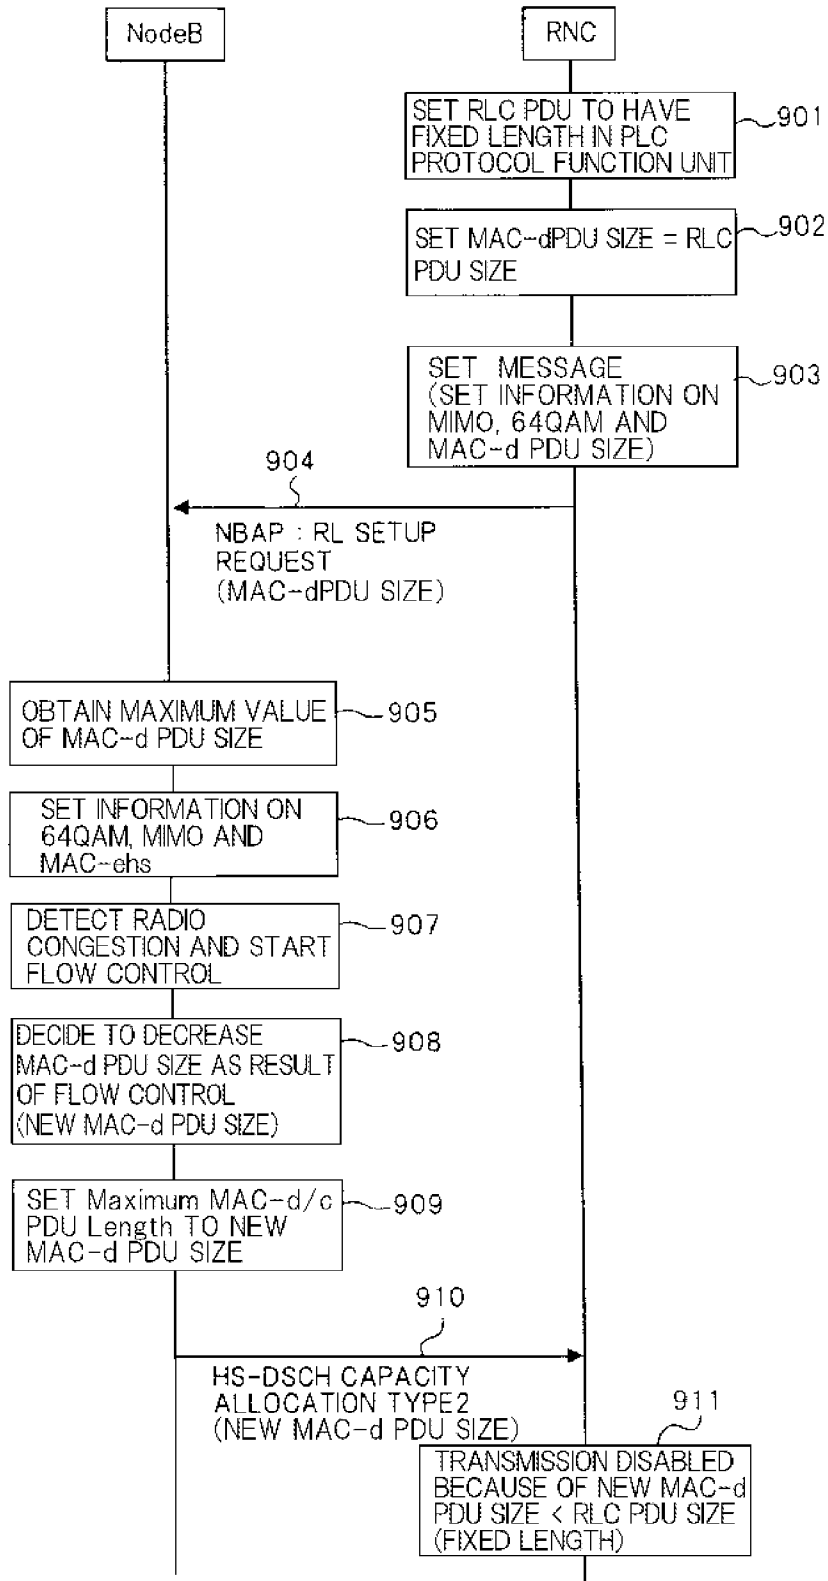 NodeB
RNC
SET RLC PDU TO HAVE
FIXED LENGTH IN PLC
PROTOCOL FUNCTION UNIT
901
SET MAC-dPDU SIZE = RLC
PDU SIZE
902
SET MESSAGE
(SET INFORMATION ON
MIMO, 64QAM AND
MAC-d PDU SIZE)
903
904
NBAP : RL SETUP
REQUEST
(MAC-dPDU SIZE)
OBTAIN MAXIMUM VALUE
OF MAC-d PDU SIZE
905
SET INFORMATION ON
64QAM, MIMO AND
MAC-ehs
906
DETECT RADIO
CONGESTION AND START
FLOW CONTROL
907
DECIDE TO DECREASE
MAC-d PDU SIZE AS RESULT
OF FLOW CONTROL
(NEW MAC-d PDU SIZE)
908
SET Maximum MAC-d/c
PDU Length TO NEW
MAC-d PDU SIZE
909
910
HS-DSCH CAPACITY
ALLOCATION TYPE2
(NEW MAC-d PDU SIZE)
911
TRANSMISSION DISABLED
BECAUSE OF NEW MAC-d
PDU SIZE < RLC PDU SIZE
(FIXED LENGTH)